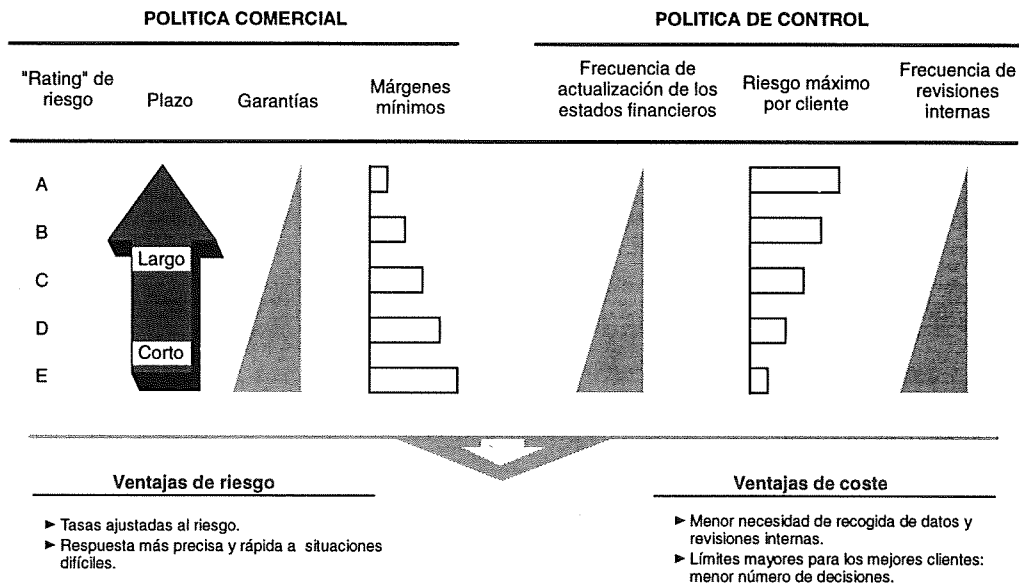 POLITICA COMERCIAL
POLITICA DE CONTROL
"Rating" de
riesgo
Plazo
Garantías
Márgenes
mínimos
Frecuencia de
actualización de los
estados financieros
Riesgo máximo
por cliente
Frecuencia de
revisiones
internas
A
B
C
D
E
Largo
Corto
Ventajas de riesgo
► Tasas ajustadas al riesgo.
► Respuesta más precisa y rápida a situaciones
difíciles.
Ventajas de coste
► Menor necesidad de recogida de datos y
revisiones internas.
► Límites mayores para los mejores clientes:
menor número de decisiones.